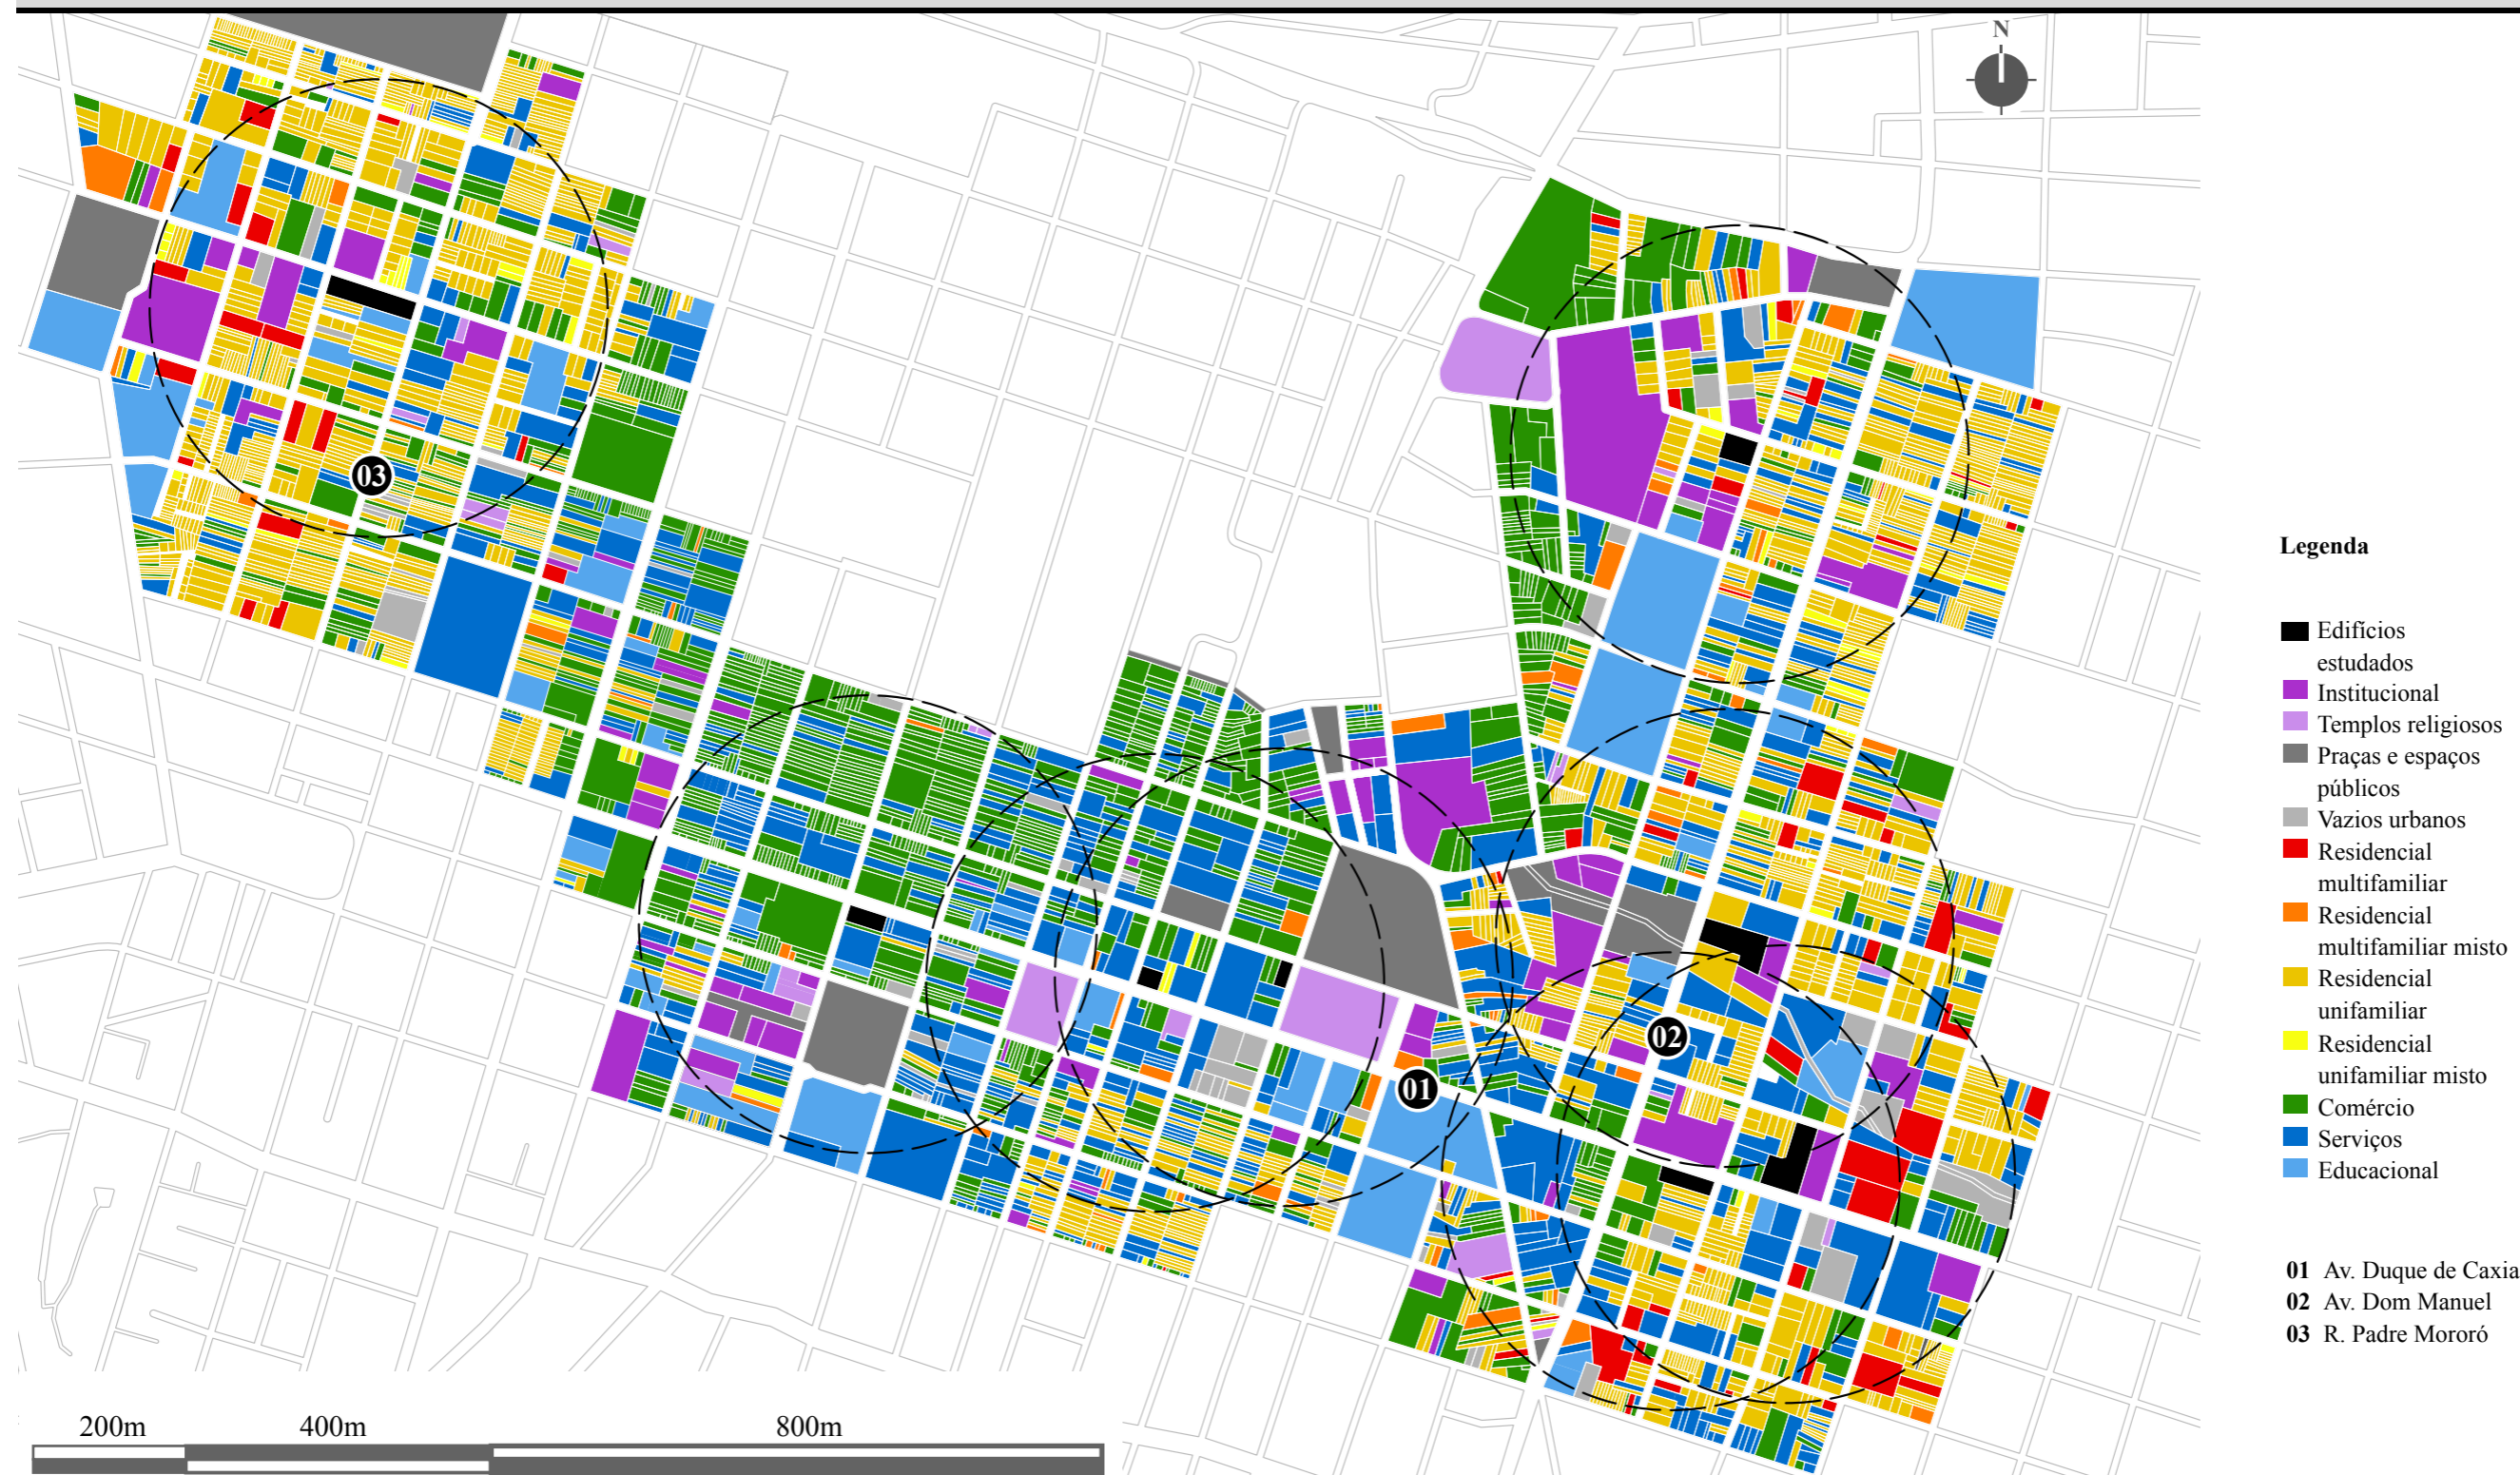 N
03
02
01
Legenda
Edifícios
estudados
Institucional
Templos religiosos
Praças e espaços
públicos
Vazios urbanos
Residencial
multifamiliar
Residencial
multifamiliar misto
Residencial
unifamiliar
Residencial
unifamiliar misto
Comércio
Serviços
Educacional
01 Av. Duque de Caxia
02 Av. Dom Manuel
03 R. Padre Mororó
200m 400m 800m